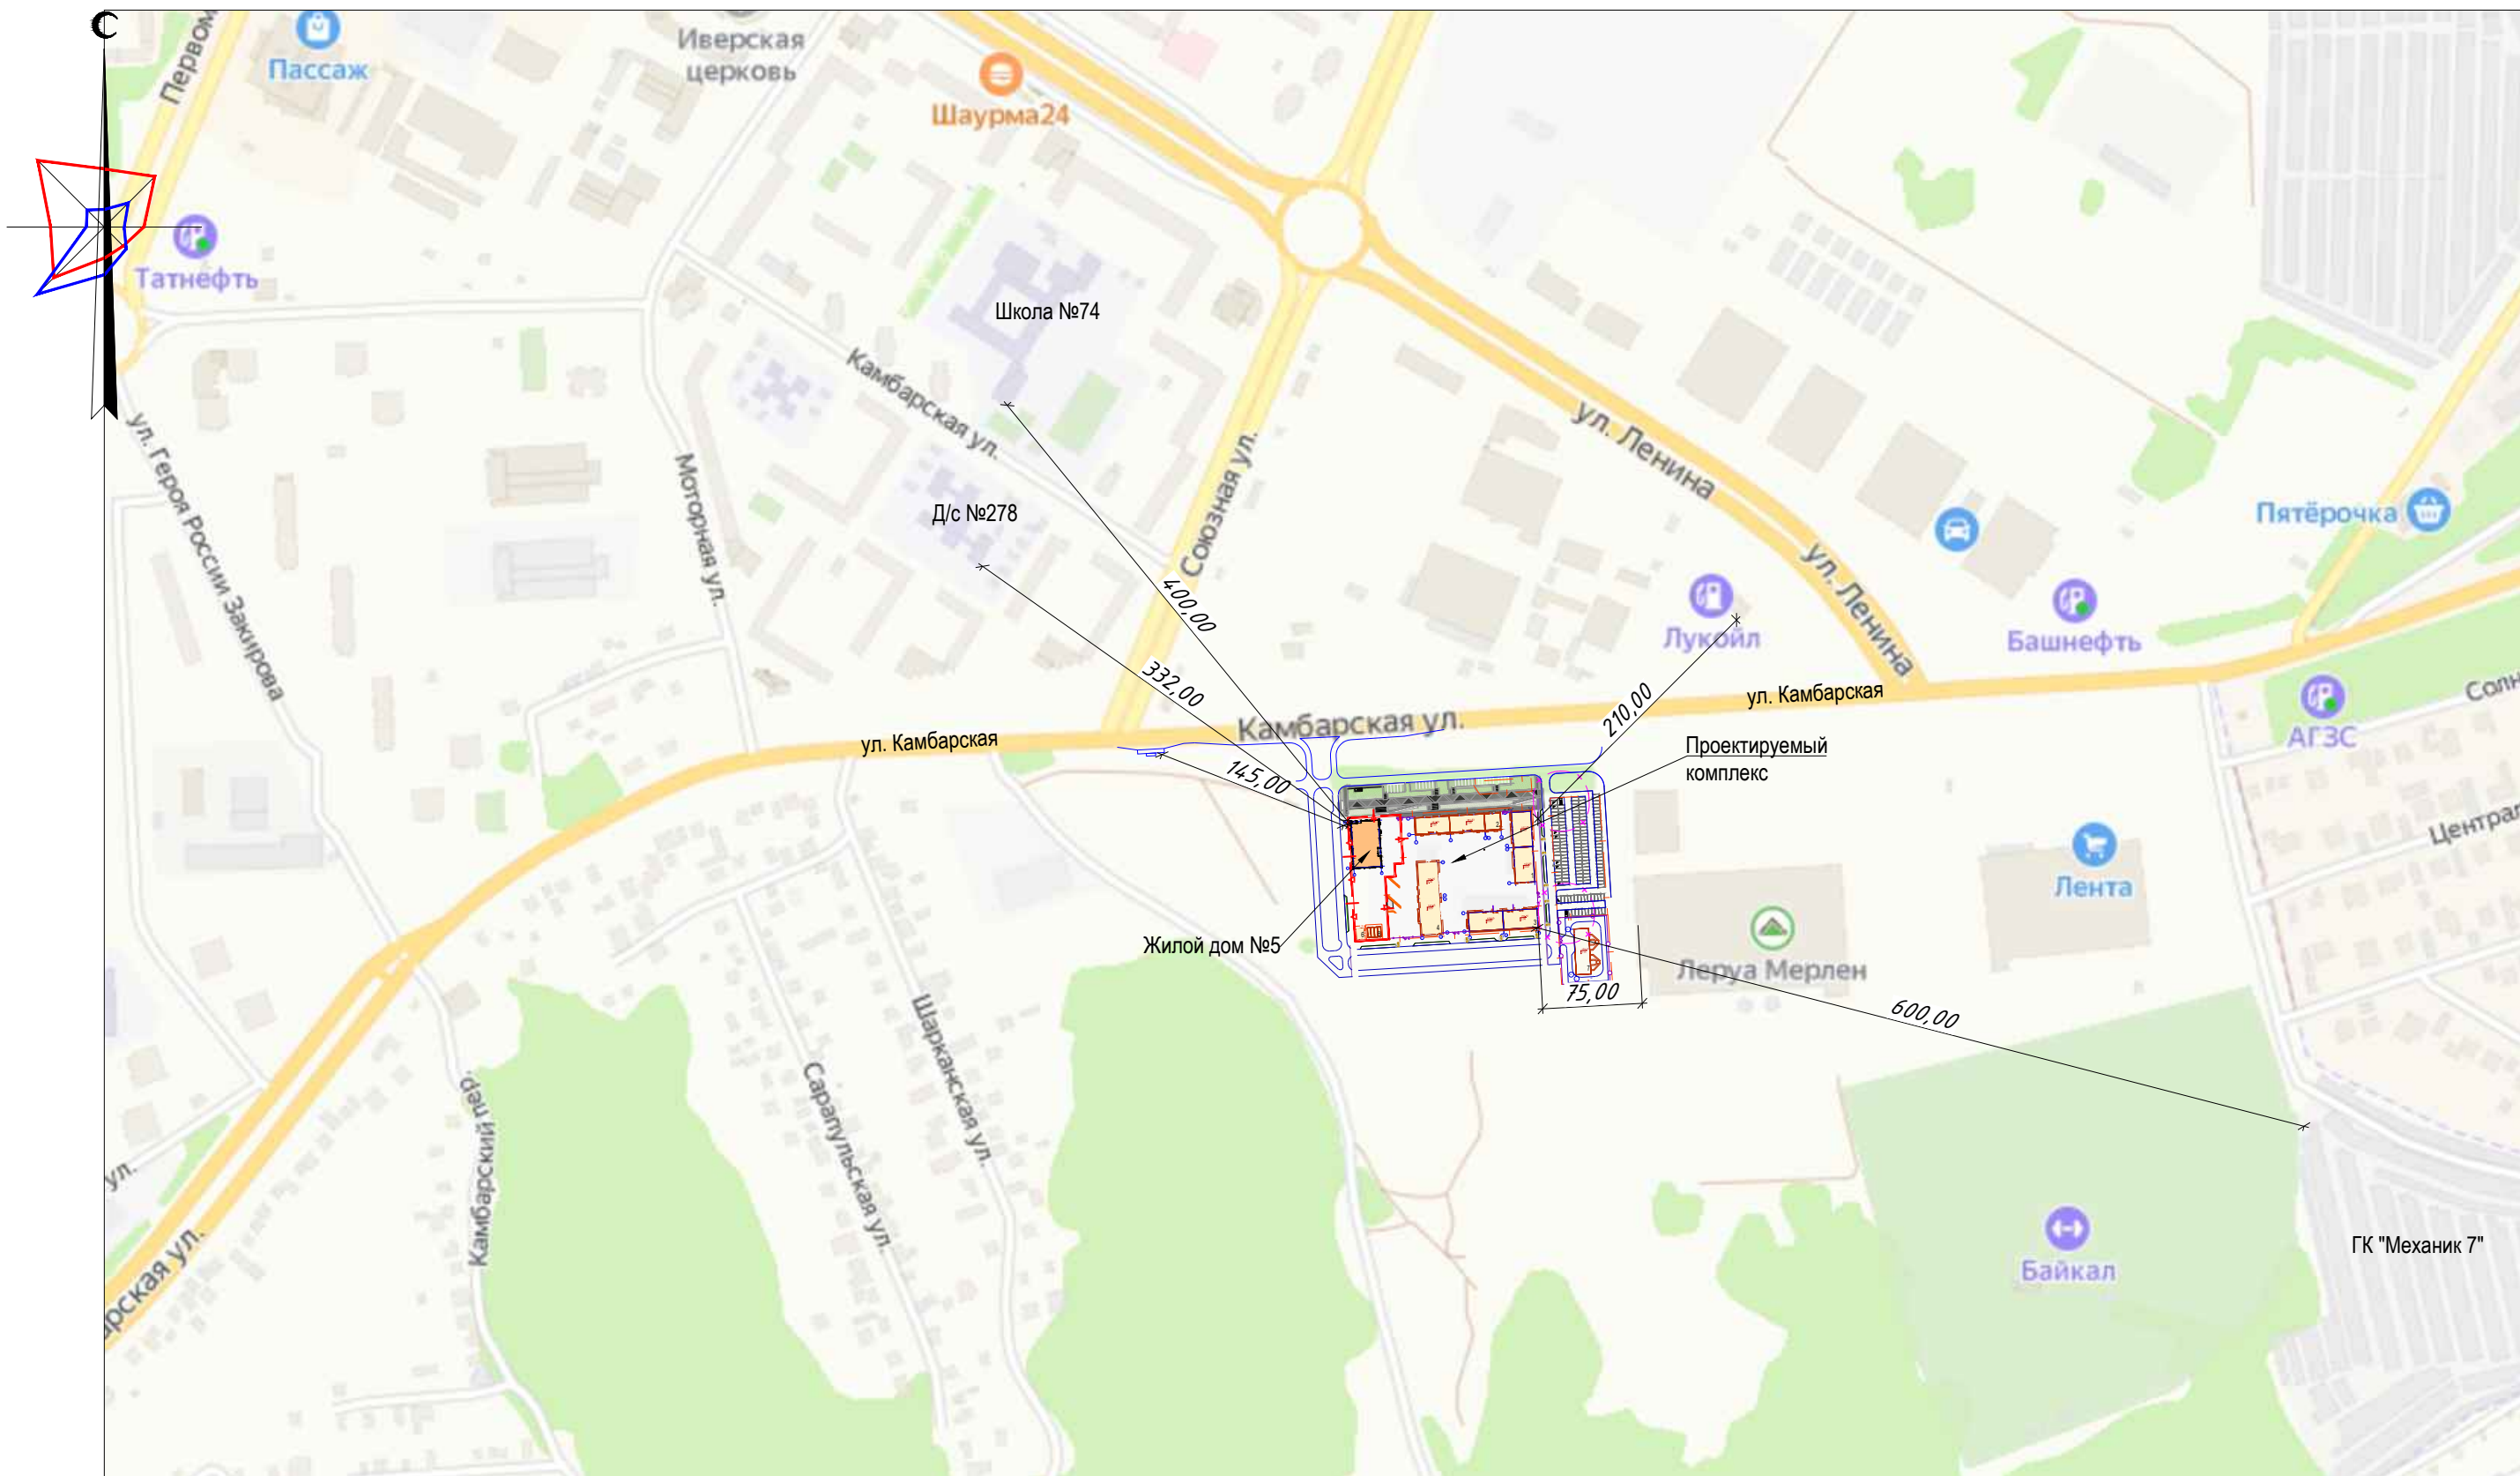 С
Первом
Пассаж
Иверская
церковь
Шаурма24
Татнефть
Школа №74
Камбарская ул.
ул. Героя России Закирова
Моторная ул.
Д/с №278
Союзная ул.
ул. Ленина
Пятёрочка
ул. Ленина
400,00
Лукойл
Башнефть
332,00
210,00
ул. Камбарская
Солн
Камбарская ул.
ул. Камбарская
АГЗС
Проектируемый
комплекс
145,00
Централ
Лента
Жилой дом №5
Леруа Мерлен
75,00
600,00
Шарканская ул.
Сарапульская ул.
Камбарский пер.
ул.
арская ул.
Байкал
ГК "Механик 7"